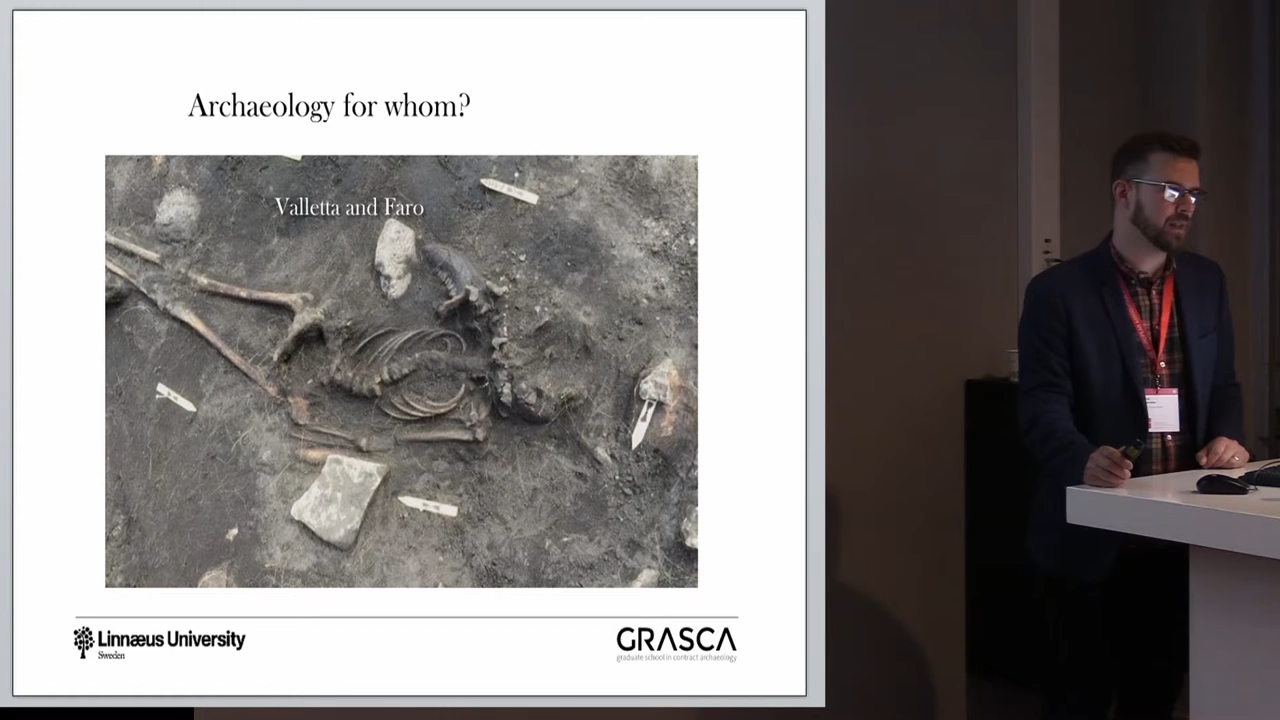 Archaeology for whom?
Valletta and Faro
Linnæus University
Sweden
GRASCA
graduate school in contract archaeology